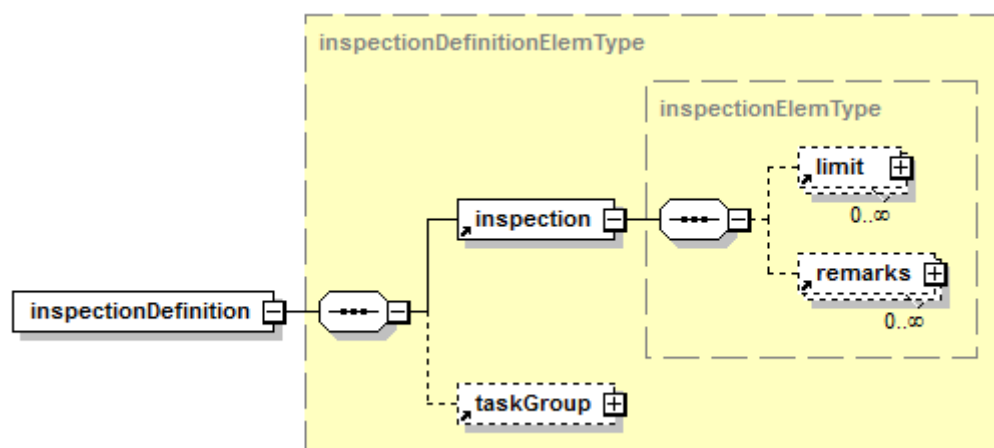 inspectionDefinitionElemType
inspectionElemType
limit
0..∞
inspection
remarks
0..∞
inspectionDefinition
taskGroup